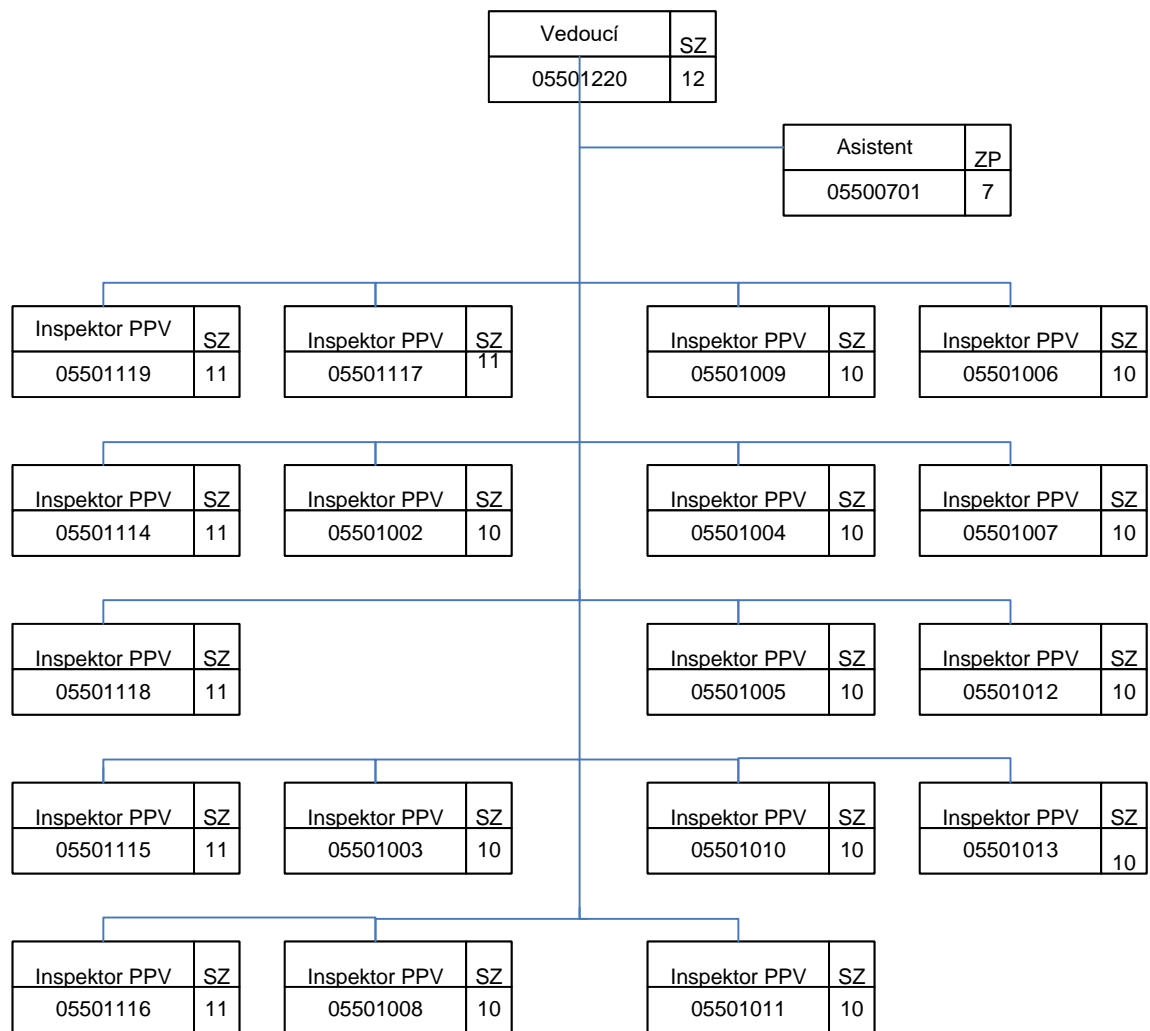 Vedoucí SZ
05501220 12
Asistent ZP
05500701 7
Inspektor PPV SZ
05501119 11
Inspektor PPV SZ
05501117 11
Inspektor PPV SZ
05501009 10
Inspektor PPV SZ
05501006 10
Inspektor PPV SZ
05501114 11
Inspektor PPV SZ
05501002 10
Inspektor PPV SZ
05501004 10
Inspektor PPV SZ
05501007 10
Inspektor PPV SZ
05501118 11
Inspektor PPV SZ
05501005 10
Inspektor PPV SZ
05501012 10
Inspektor PPV SZ
05501115 11
Inspektor PPV SZ
05501003 10
Inspektor PPV SZ
05501010 10
Inspektor PPV SZ
05501013 10
Inspektor PPV SZ
05501116 11
Inspektor PPV SZ
05501008 10
Inspektor PPV SZ
05501011 10